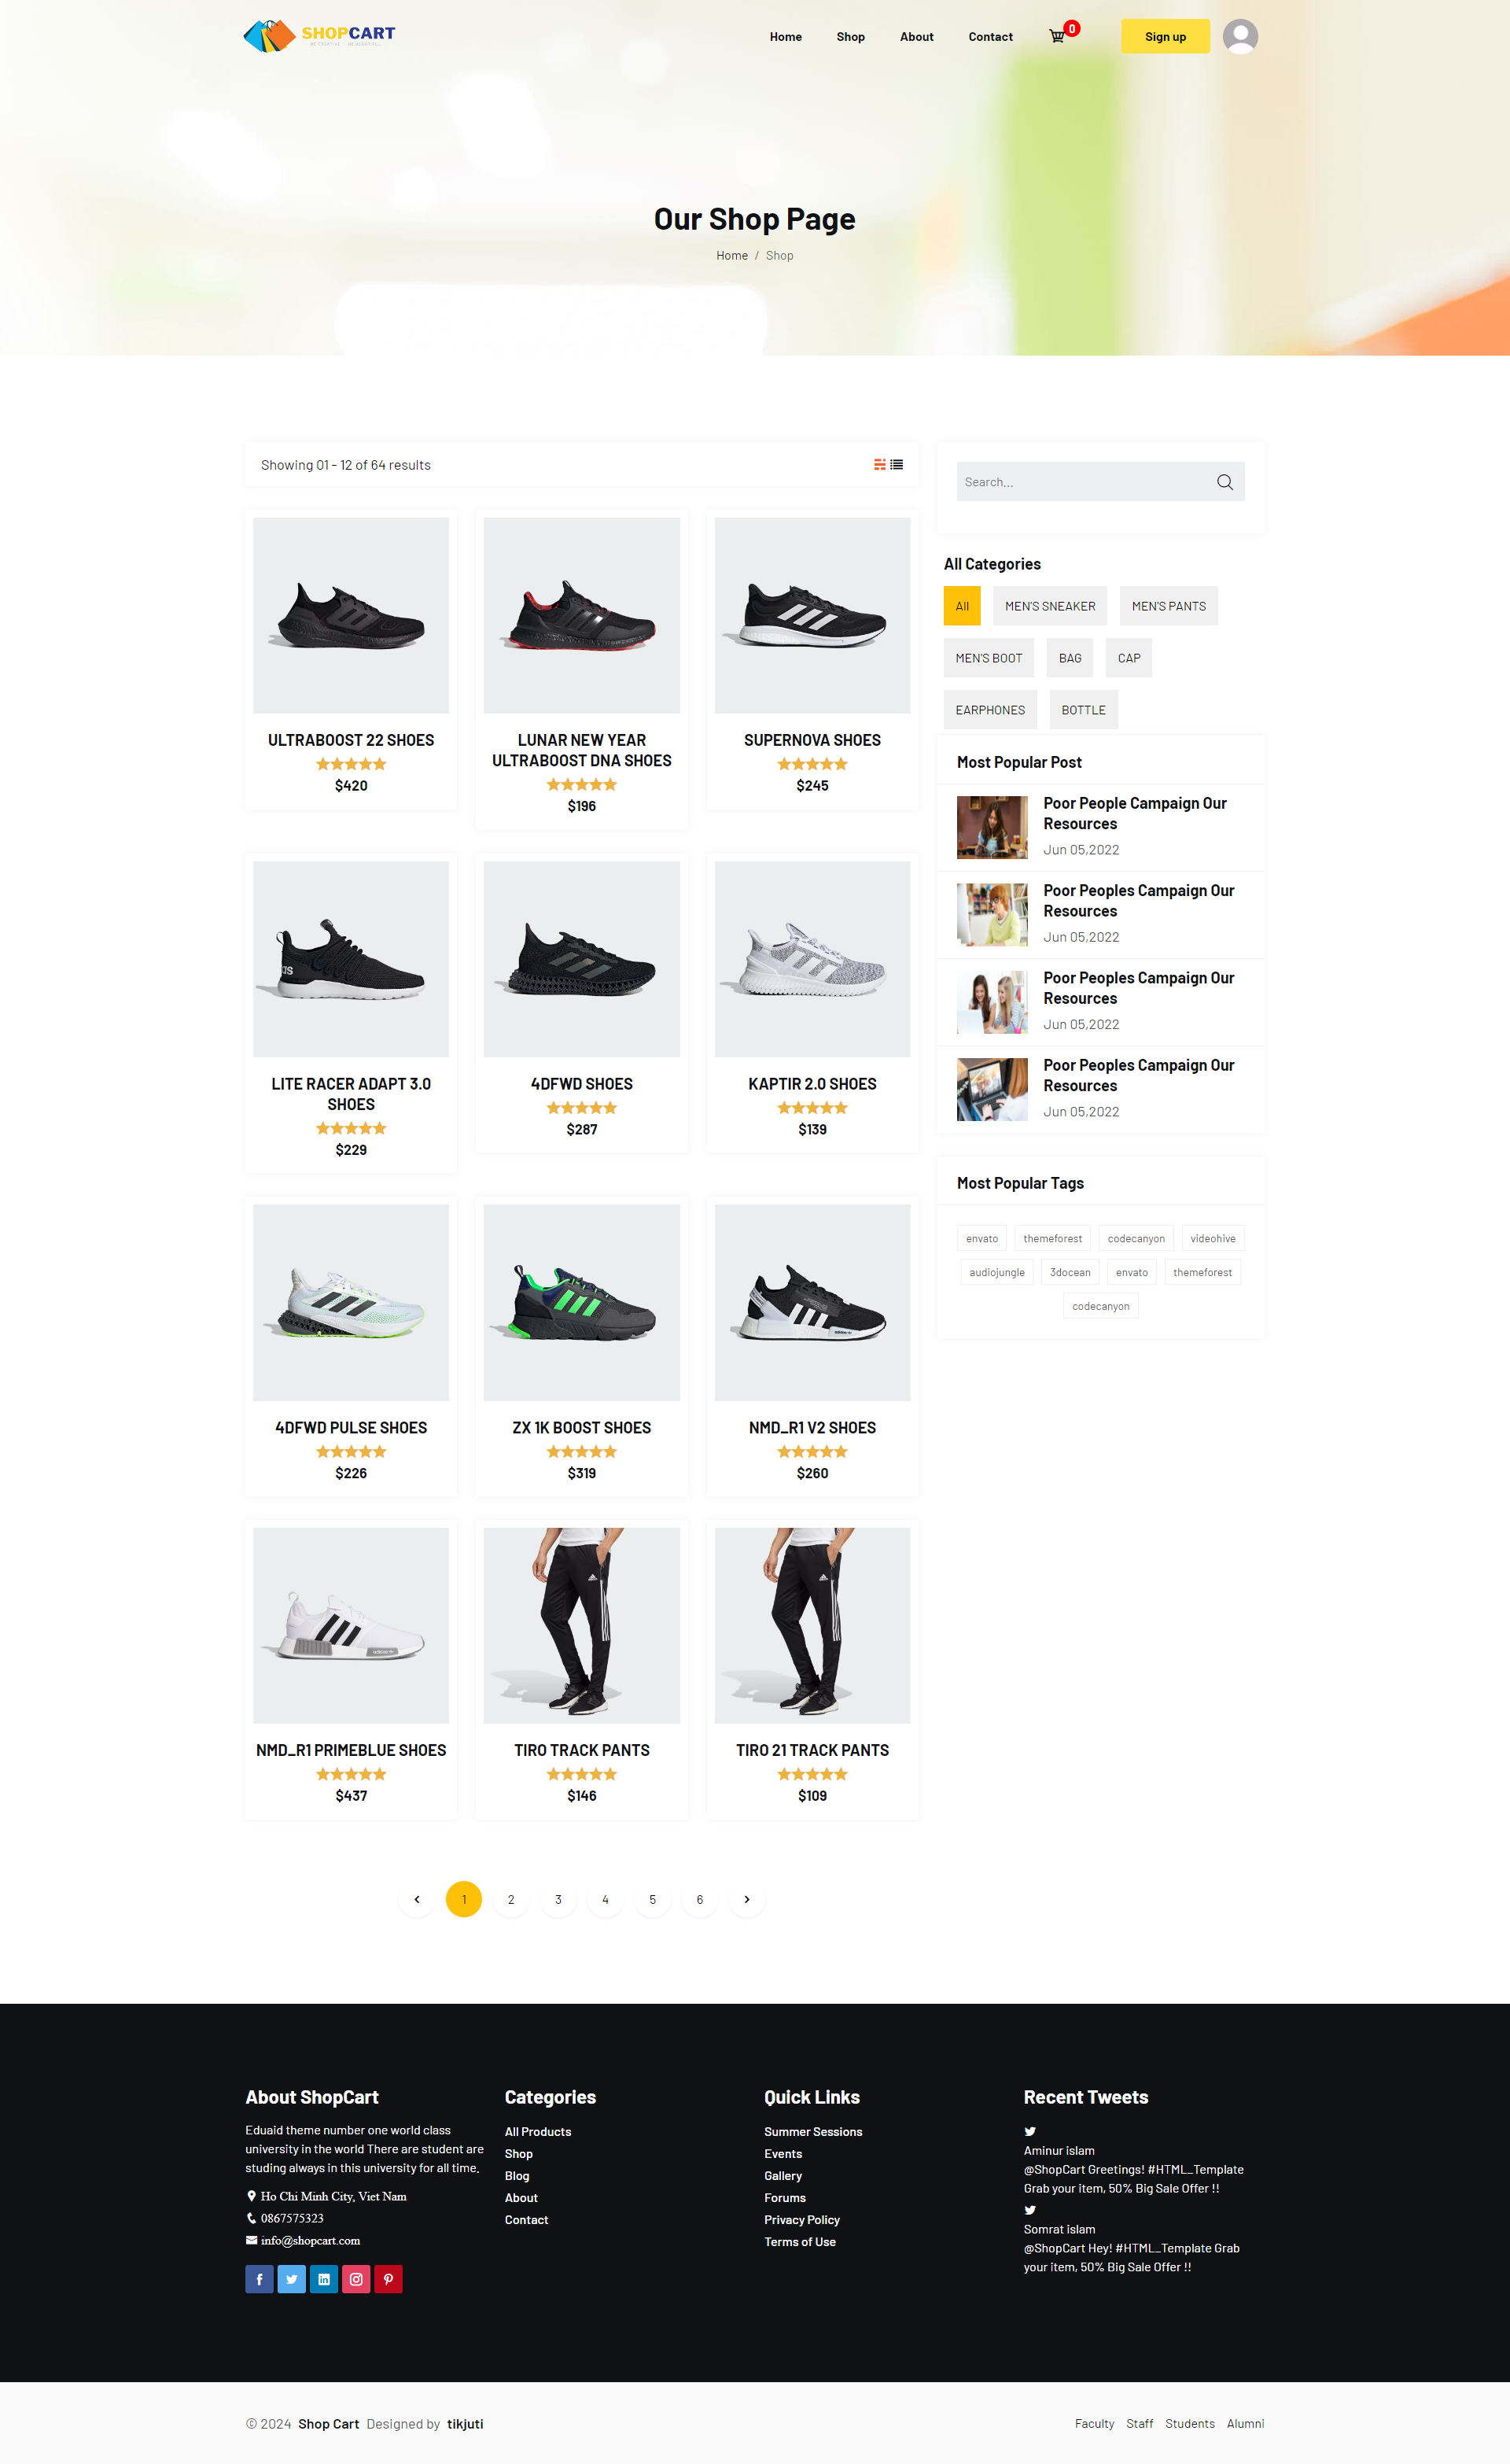 SHOPCART
Home
Shop
About
Contact
0
Sign up
Our Shop Page
Home / Shop
Showing 01 - 12 of 64 results
Search...
ULTRABOOST 22 SHOES
$420
LUNAR NEW YEAR
ULTRABOOST DNA SHOES
$196
SUPERNOVA SHOES
$245
LITE RACER ADAPT 3.0
SHOES
$229
4DFWD SHOES
$287
KAPTIR 2.0 SHOES
$139
4DFWD PULSE SHOES
$226
ZX 1K BOOST SHOES
$319
NMD_R1 V2 SHOES
$260
NMD_R1 PRIMEBLUE SHOES
$437
TIRO TRACK PANTS
$146
TIRO 21 TRACK PANTS
$109
1 2 3 4 5 6
All Categories
All MEN'S SNEAKER MEN'S PANTS
MEN'S BOOT BAG CAP
EARPHONES BOTTLE
Most Popular Post
Poor People Campaign Our
Resources
Jun 05,2022
Poor Peoples Campaign Our
Resources
Jun 05,2022
Poor Peoples Campaign Our
Resources
Jun 05,2022
Poor Peoples Campaign Our
Resources
Jun 05,2022
Most Popular Tags
envato themeforest codecanyon videohive
audiojungle 3docean envato themeforest
codecanyon
About ShopCart
Eduaid theme number one world class
university in the world There are student are
studing always in this university for all time.
Ho Chi Minh City, Viet Nam
0867575323
info@shopcart.com
Categories
All Products
Shop
Blog
About
Contact
Quick Links
Summer Sessions
Events
Gallery
Forums
Privacy Policy
Terms of Use
Recent Tweets
Aminur islam
@ShopCart Greetings! #HTML_Template
Grab your item, 50% Big Sale Offer !!
Somrat islam
@ShopCart Hey! #HTML_Template Grab
your item, 50% Big Sale Offer !!
© 2024 Shop Cart Designed by tikjuti
Faculty Staff Students Alumni